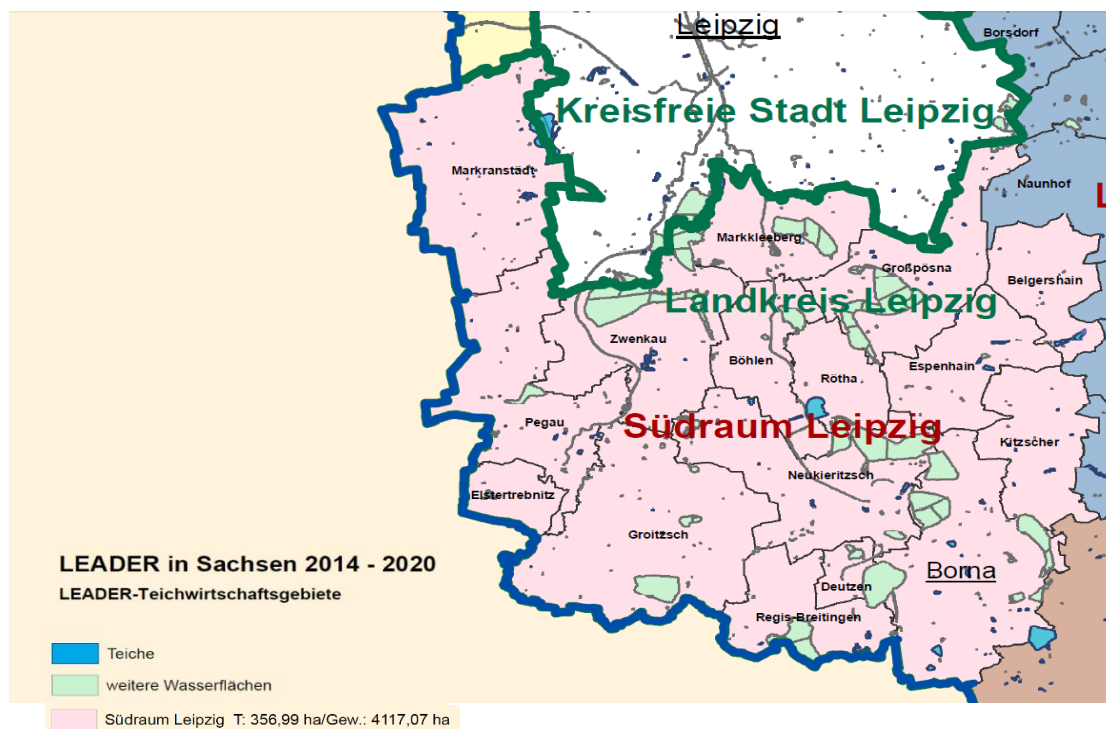 Leipzig
Borsdorf
Kreisfreie Stadt Leipzig
Markranstädt
Naunhof
L
Markkleeberg
Großpösna
Belgershain
Landkreis Leipzig
Zwenkau
Böhlen
Espenhain
Rötha
Pegau
Südraum Leipzig
Kitzscher
Neukieritzsch
Elstertrebnitz
Groitzsch
Borna
Deutzen
Regis-Breitingen
LEADER in Sachsen 2014 - 2020
LEADER-Teichwirtschaftsgebiete
Teiche
weitere Wasserflächen
Südraum Leipzig T: 356,99 ha/Gew.: 4117,07 ha